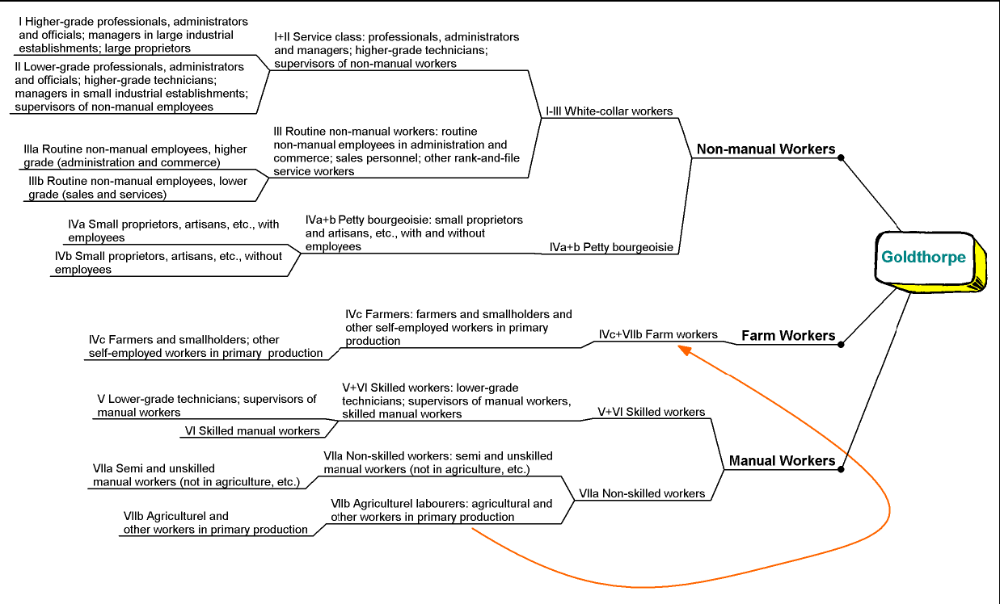 I Higher-grade professionals, administrators
and officials; managers in large industrial
establishments; large proprietors
II Lower-grade professionals, administrators
and officials; higher-grade technicians;
managers in small industrial establishments;
supervisors of non-manual employees
I+II Service class: professionals, administrators
and managers; higher-grade technicians;
supervisors of non-manual workers
IIIa Routine non-manual employees, higher
grade (administration and commerce)
IIIb Routine non-manual employees, lower
grade (sales and services)
III Routine non-manual workers: routine
non-manual employees in administration and
commerce; sales personnel; other rank-and-file
service workers
I-III White-collar workers
IVa Small proprietors, artisans, etc., with
employees
IVb Small proprietors, artisans, etc., without
employees
IVa+b Petty bourgeoisie: small proprietors
and artisans, etc., with and without
employees
IVa+b Petty bourgeoisie
Non-manual Workers
Goldthorpe
IVc Farmers and smallholders; other
self-employed workers in primary production
IVc Farmers: farmers and smallholders and
other self-employed workers in primary
production
IVc+VIIb Farm workers
Farm Workers
V Lower-grade technicians; supervisors of
manual workers
VI Skilled manual workers
V+VI Skilled workers: lower-grade
technicians; supervisors of manual workers,
skilled manual workers
V+VI Skilled workers
VIIa Semi and unskilled
manual workers (not in agriculture, etc.)
VIIa Non-skilled workers: semi and unskilled
manual workers (not in agriculture, etc.)
VIIb Agriculturel and
other workers in primary production
VIIb Agriculturel labourers: agricultural and
other workers in primary production
VIIa Non-skilled workers
Manual Workers